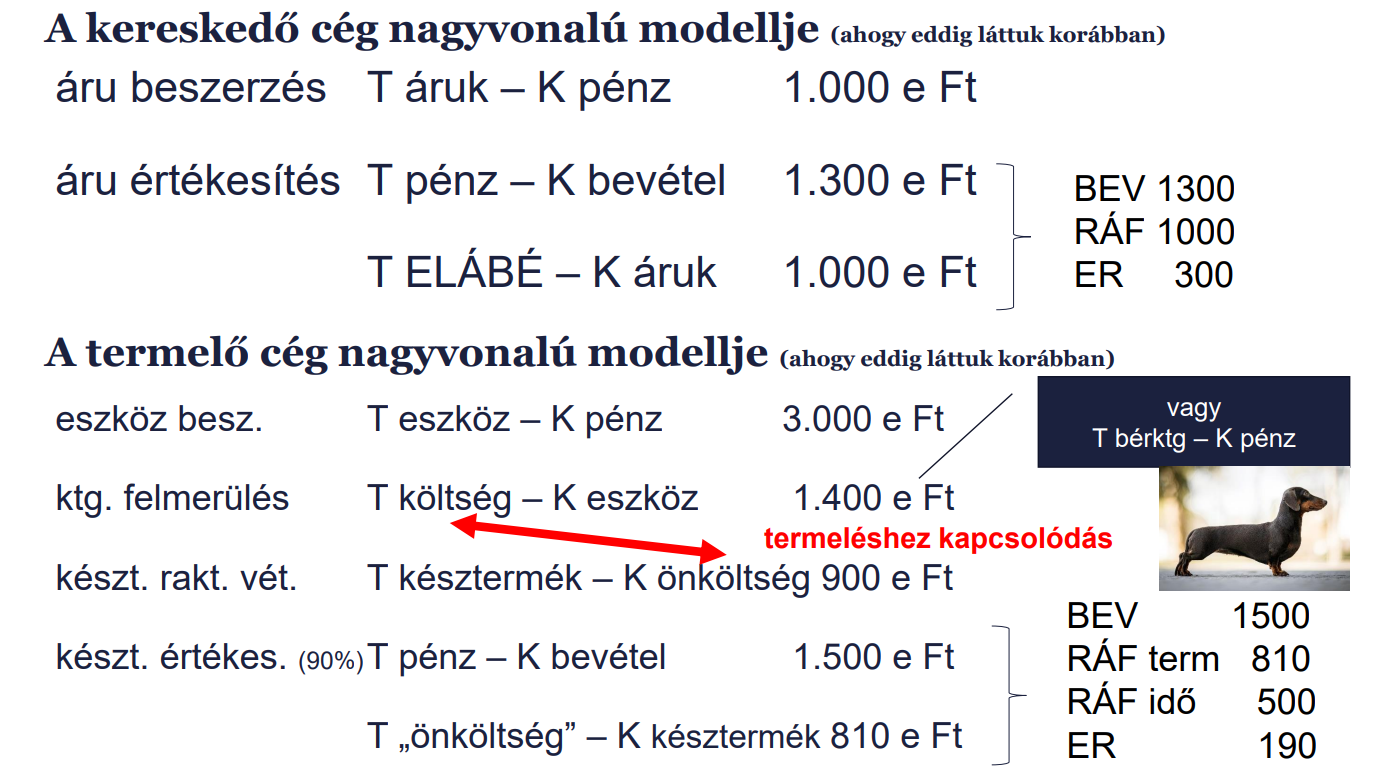 A kereskedő cég nagyvonalú modellje (ahogy eddig láttuk korábban)
áru beszerzés T áruk – K pénz 1.000 e Ft
áru értékesítés T pénz – K bevétel 1.300 e Ft
T ELÁBÉ – K áruk 1.000 e Ft
BEV 1300
RÁF 1000
ER 300
A termelő cég nagyvonalú modellje (ahogy eddig láttuk korábban)
eszköz besz. T eszköz – K pénz 3.000 e Ft
vagy
T bérktg – K pénz
ktg. felmerülés T költség – K eszköz 1.400 e Ft
termeléshez kapcsolódás
készt. rakt. vét. T késztermék – K önköltség 900 e Ft
készt. értékes. (90%) T pénz – K bevétel 1.500 e Ft
T „önköltség” – K késztermék 810 e Ft
BEV 1500
RÁF term 810
RÁF idő 500
ER 190